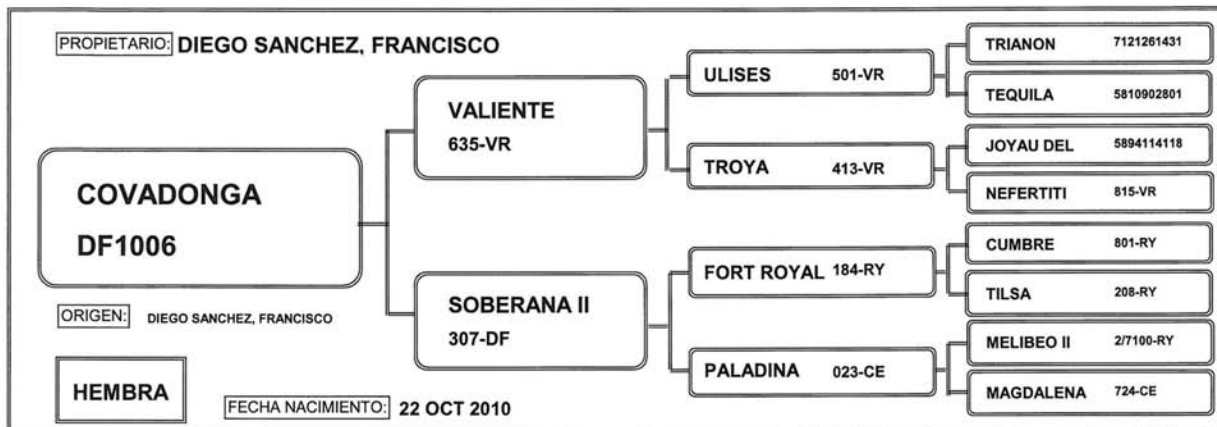 PROPIETARIO: DIEGO SANCHEZ, FRANCISCO
COVADONGA
DF1006
ORIGEN: DIEGO SANCHEZ, FRANCISCO
HEMBRA
FECHA NACIMIENTO: 22 OCT 2010
VALIENTE
635-VR
SOBERANA II
307-DF
ULISES 501-VR
TROYA 413-VR
FORT ROYAL 184-RY
PALADINA 023-CE
TRIANON 7121261431
TEQUILA 5810902801
JOYAU DEL 5894114118
NEFERTITI 815-VR
CUMBRE 801-RY
TILSA 208-RY
MELIBEO II 2/7100-RY
MAGDALENA 724-CE